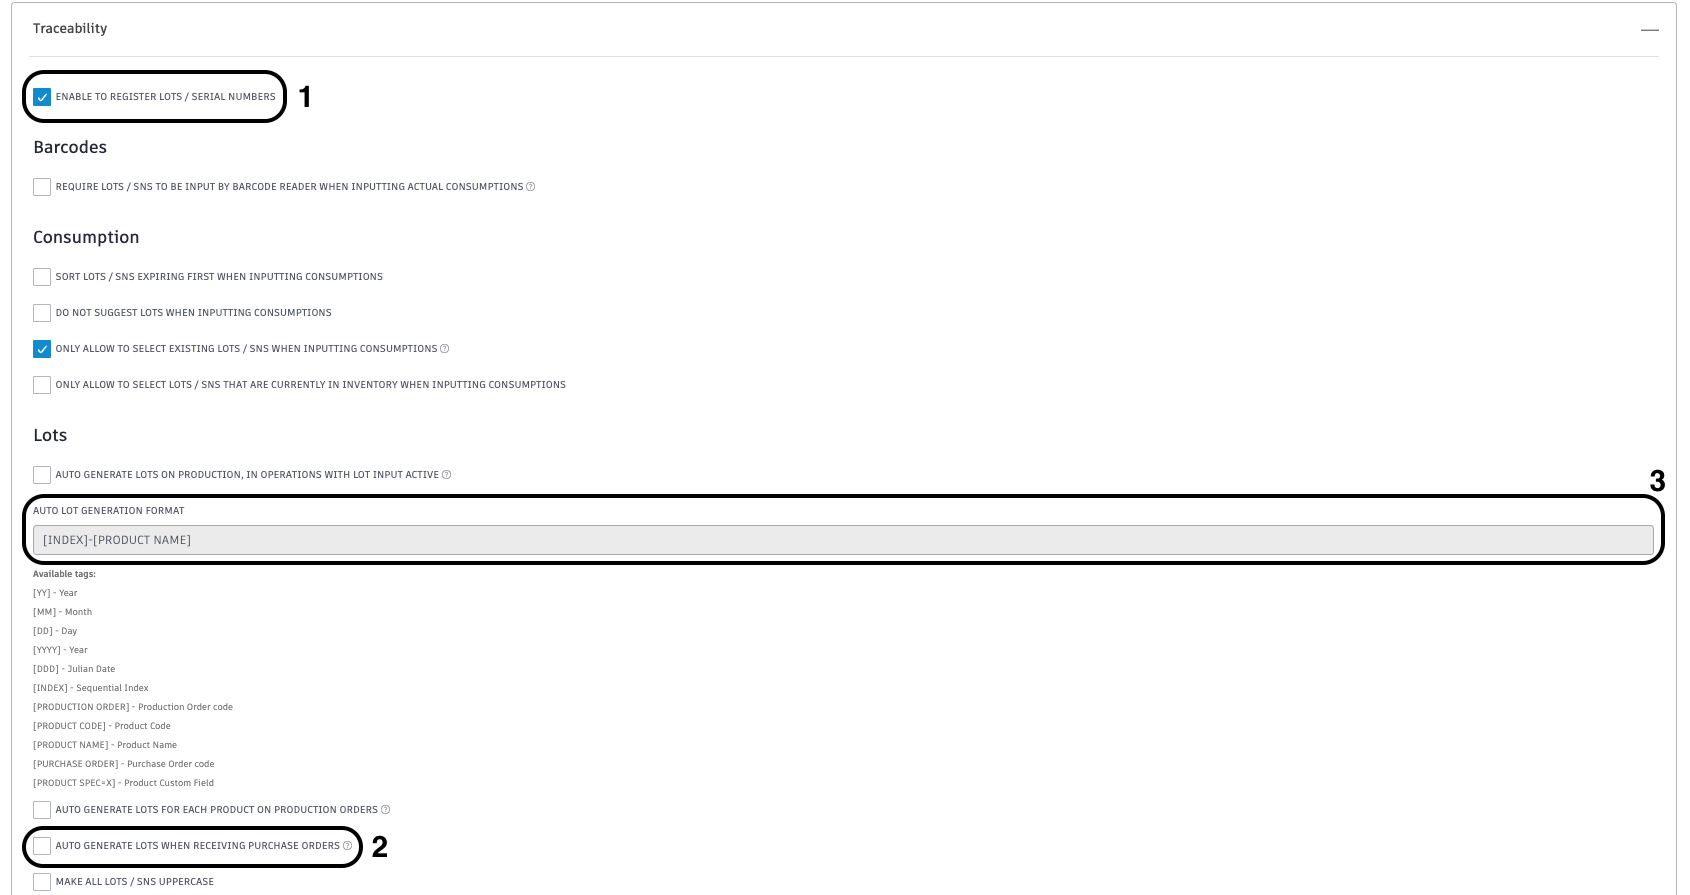 Traceability
ENABLE TO REGISTER LOTS / SERIAL NUMBERS
1
Barcodes
REQUIRE LOTS / SNS TO BE INPUT BY BARCODE READER WHEN INPUTTING ACTUAL CONSUMPTIONS
Consumption
SORT LOTS / SNS EXPIRING FIRST WHEN INPUTTING CONSUMPTIONS
DO NOT SUGGEST LOTS WHEN INPUTTING CONSUMPTIONS
ONLY ALLOW TO SELECT EXISTING LOTS / SNS WHEN INPUTTING CONSUMPTIONS
ONLY ALLOW TO SELECT LOTS / SNS THAT ARE CURRENTLY IN INVENTORY WHEN INPUTTING CONSUMPTIONS
Lots
AUTO GENERATE LOTS ON PRODUCTION, IN OPERATIONS WITH LOT INPUT ACTIVE
3
AUTO LOT GENERATION FORMAT
[INDEX]-[PRODUCT NAME]
Available tags:
[YY] - Year
[MM] - Month
[DD] - Day
[YYYY] - Year
[DDD] - Julian Date
[INDEX] - Sequential Index
[PRODUCTION ORDER] - Production Order code
[PRODUCT CODE] - Product Code
[PRODUCT NAME] - Product Name
[PURCHASE ORDER] - Purchase Order code
[PRODUCT SPEC=X] - Product Custom Field
AUTO GENERATE LOTS FOR EACH PRODUCT ON PRODUCTION ORDERS
AUTO GENERATE LOTS WHEN RECEIVING PURCHASE ORDERS
2
MAKE ALL LOTS / SNS UPPERCASE